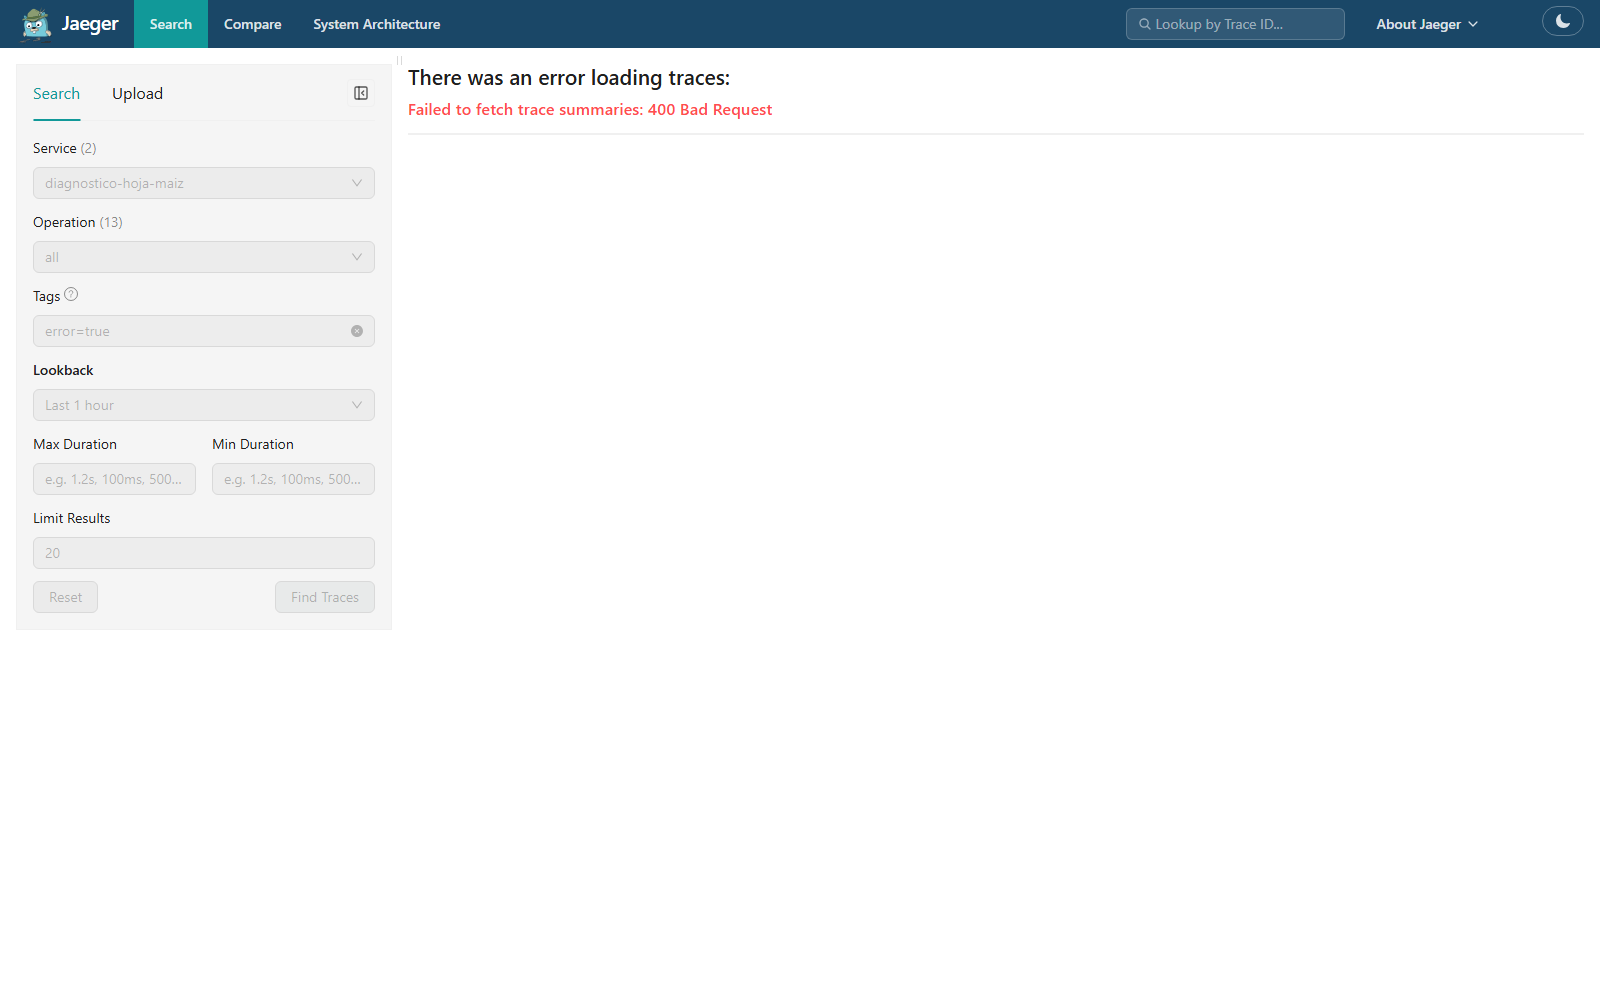 Jaeger
Search
Compare
System Architecture
Lookup by Trace ID...
About Jaeger
Search
Upload
Service (2)
diagnostico-hoja-maiz
Operation (13)
all
Tags ?
error=true
Lookback
Last 1 hour
Max Duration
Min Duration
e.g. 1.2s, 100ms, 500...
e.g. 1.2s, 100ms, 500...
Limit Results
20
Reset
Find Traces
There was an error loading traces:
Failed to fetch trace summaries: 400 Bad Request